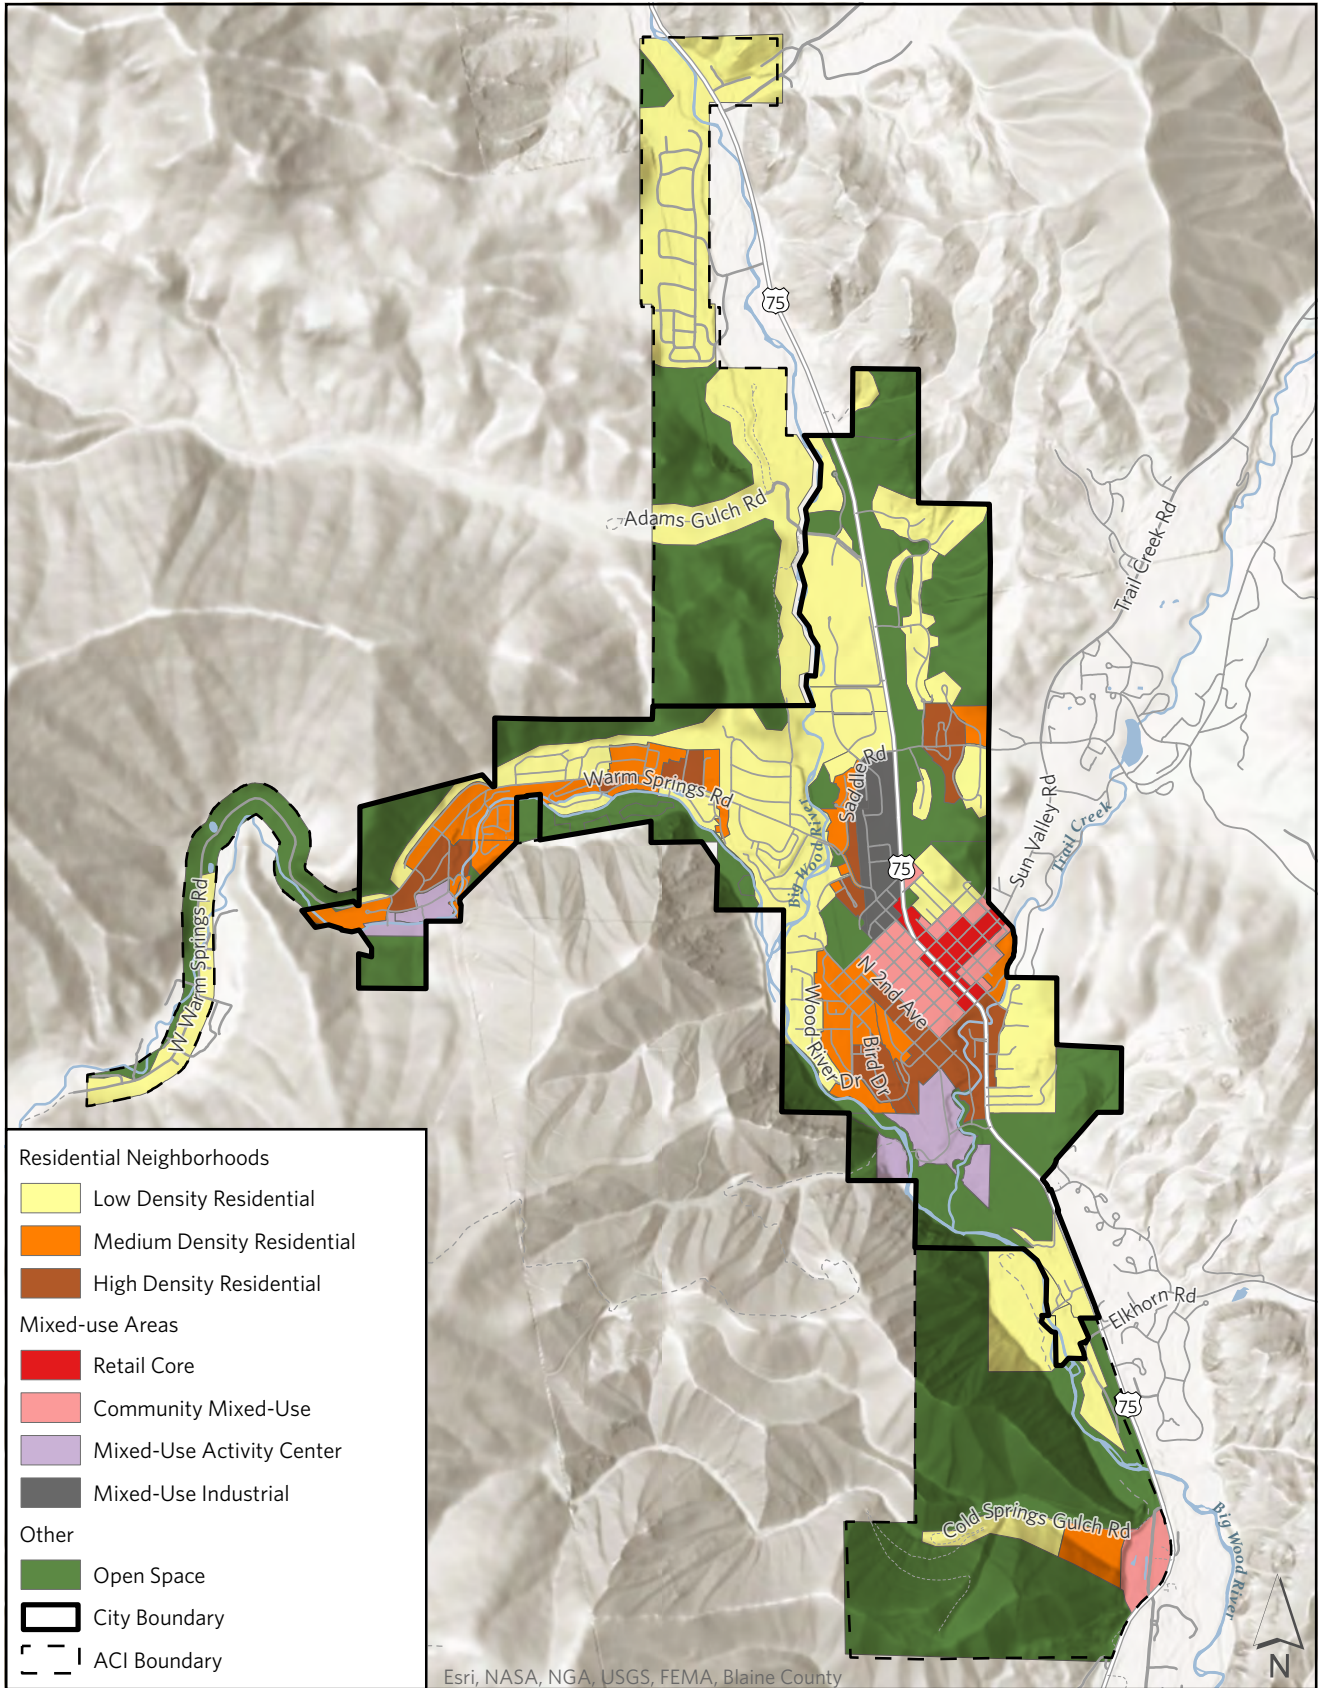 75
Adams Gulch Rd
Trail Creek Rd
Saddle Rd
Warm Springs Rd
Big Wood River
Sun Valley Rd
Trail Creek
75
W Warm Springs Rd
N 2nd Ave
Wood River Dr
Bird Dr
Elkhorn Rd
75
Cold Springs Gulch Rd
Big Wood River
Residential Neighborhoods
Low Density Residential
Medium Density Residential
High Density Residential
Mixed-use Areas
Retail Core
Community Mixed-Use
Mixed-Use Activity Center
Mixed-Use Industrial
Other
Open Space
City Boundary
ACI Boundary
Esri, NASA, NGA, USGS, FEMA, Blaine County
N